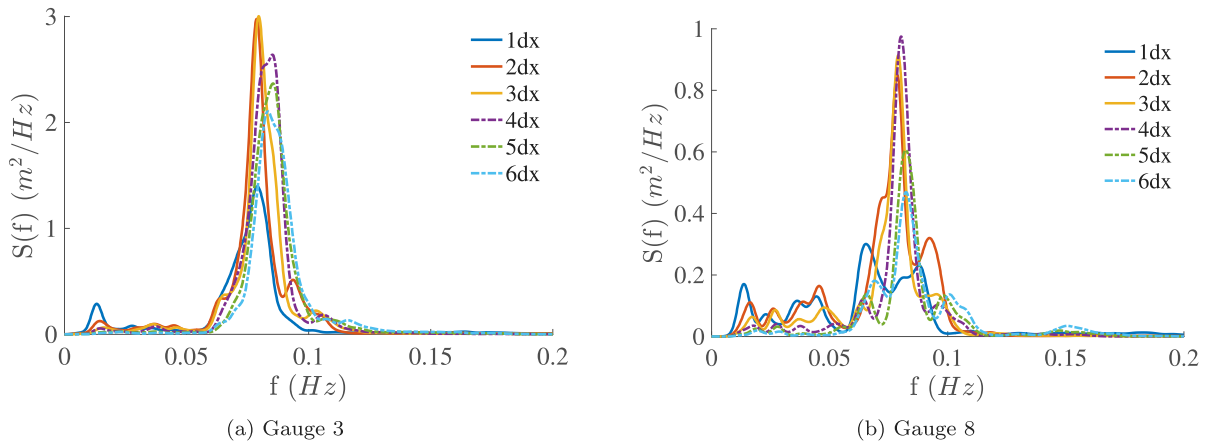 3
2
1
0
S(f) (m²/Hz)
0
0.05
0.1
0.15
0.2
f (Hz)
1dx
2dx
3dx
4dx
5dx
6dx
(a) Gauge 3
1
0.8
0.6
0.4
0.2
0
S(f) (m²/Hz)
0
0.05
0.1
0.15
0.2
f (Hz)
1dx
2dx
3dx
4dx
5dx
6dx
(b) Gauge 8